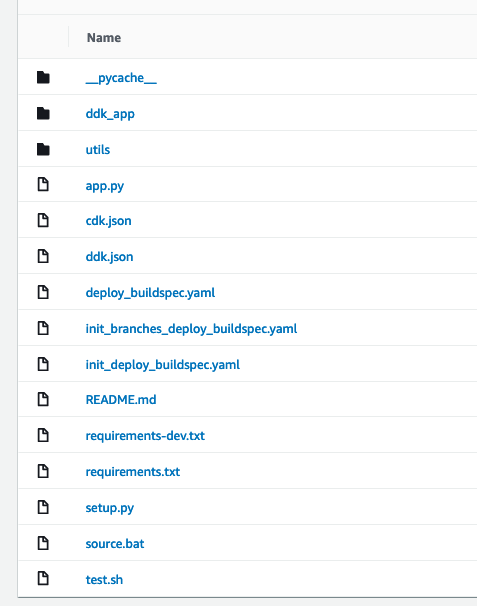 Name
__pycache__
ddk_app
utils
app.py
cdk.json
ddk.json
deploy_buildspec.yaml
init_branches_deploy_buildspec.yaml
init_deploy_buildspec.yaml
README.md
requirements-dev.txt
requirements.txt
setup.py
source.bat
test.sh